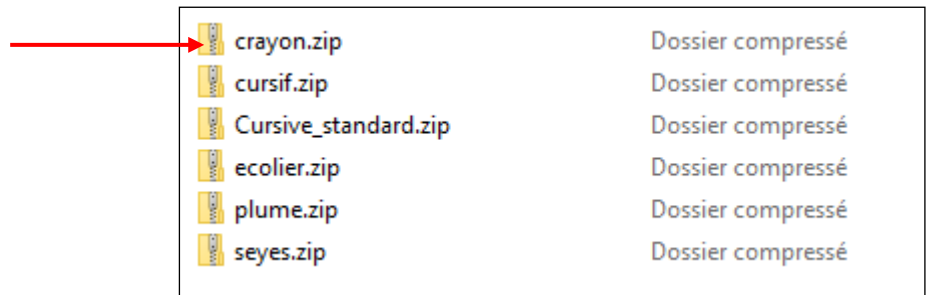 crayon.zip Dossier compressé
cursif.zip Dossier compressé
Cursive_standard.zip Dossier compressé
ecolier.zip Dossier compressé
plume.zip Dossier compressé
seyes.zip Dossier compressé